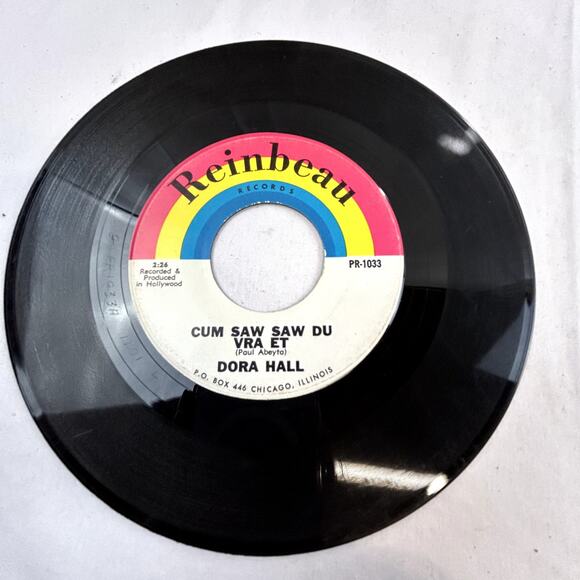 Reinbeau
RECORDS
2:26
Recorded &
Produced
in Hollywood
PR-1033
CUM SAW SAW DU
VRA ET
(Paul Abeyta)
DORA HALL
P.O. BOX 446 CHICAGO, ILLINOIS